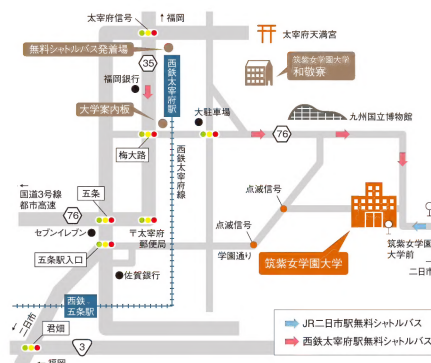 太宰府信号
↑福岡
太宰府天満宮
無料シャトルバス発着場
筑紫女学園大学
和敬寮
35
西鉄太宰府駅
福岡銀行
大学案内板
大駐車場
九州国立博物館
76
梅大路
西鉄太宰府線
国道3号線
都市高速
五条
点滅信号
76
セブンイレブン
〒太宰府
郵便局
点滅信号
五条駅入口
学園通り
筑紫女学園大学
筑紫女学園
大学前
佐賀銀行
西鉄
五条駅
二日市
君畑
3
JR二日市駅無料シャトルバス
西鉄太宰府駅無料シャトルバス